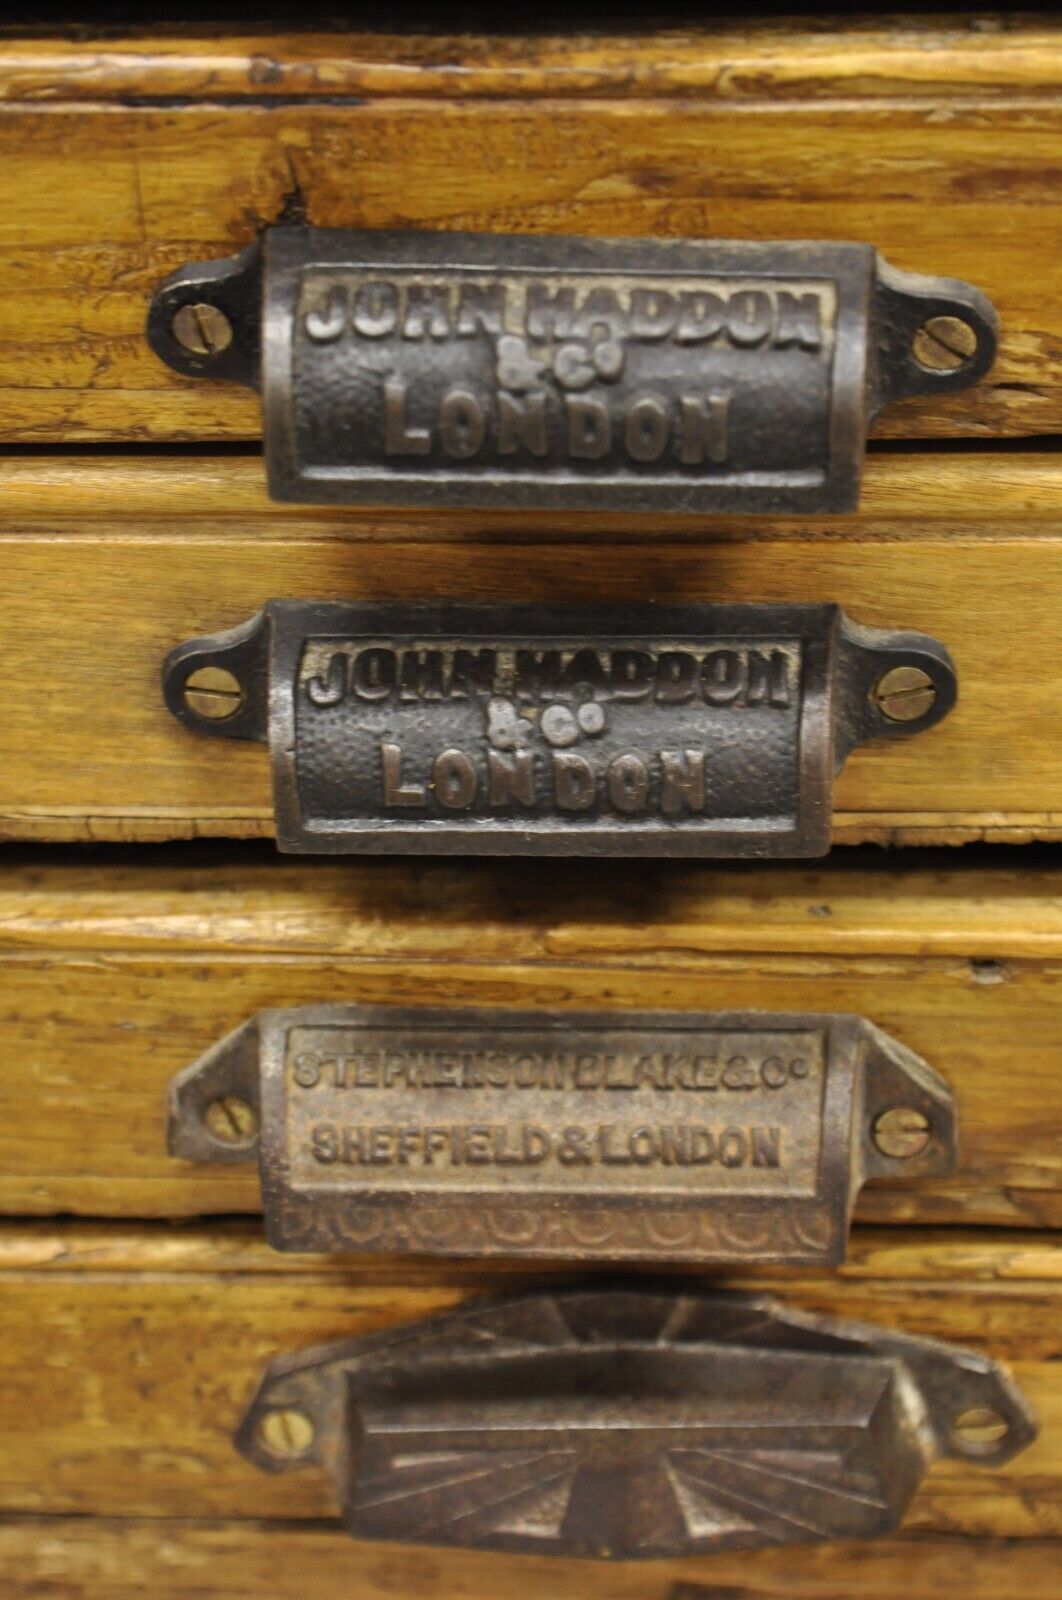 JOHN HADDON
& Co
LONDON
JOHN HADDON
& Co
LONDON
STEPHENSON BLAKE & Co
SHEFFIELD & LONDON